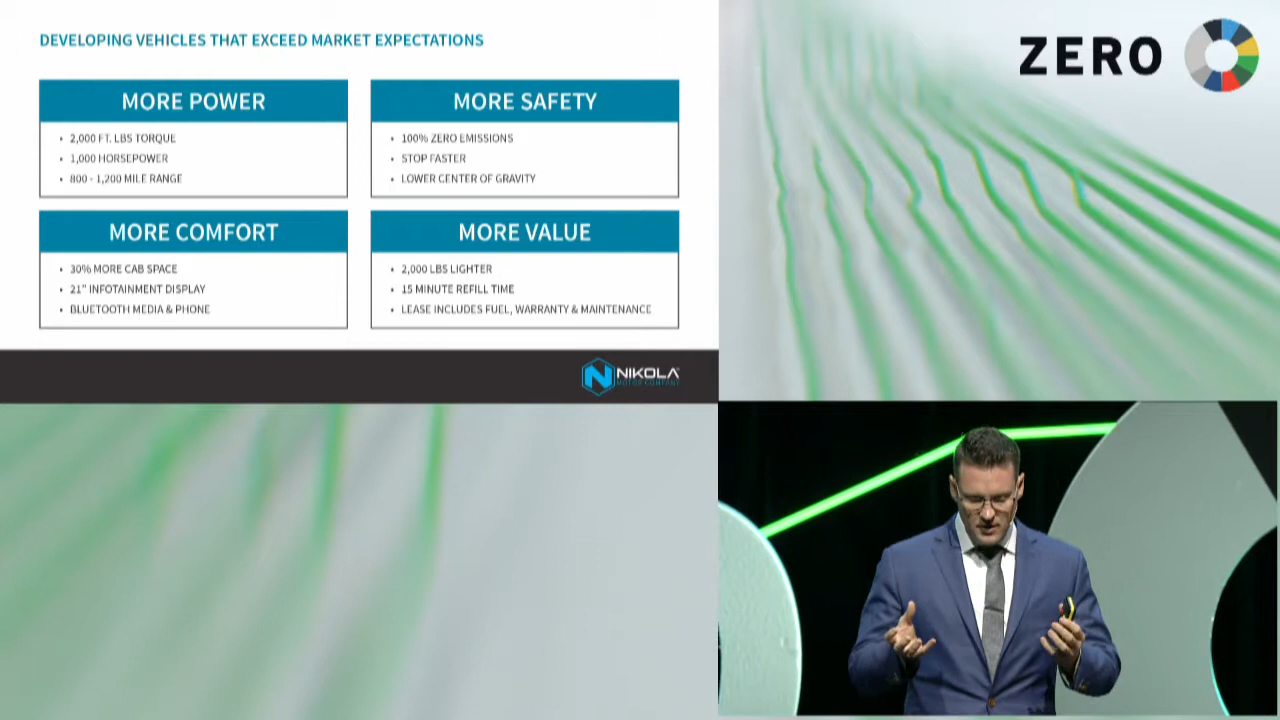 DEVELOPING VEHICLES THAT EXCEED MARKET EXPECTATIONS
MORE POWER
• 2,000 FT. LBS TORQUE
• 1,000 HORSEPOWER
• 800 - 1,200 MILE RANGE
MORE SAFETY
• 100% ZERO EMISSIONS
• STOP FASTER
• LOWER CENTER OF GRAVITY
MORE COMFORT
• 30% MORE CAB SPACE
• 21" INFOTAINMENT DISPLAY
• BLUETOOTH MEDIA & PHONE
MORE VALUE
• 2,000 LBS LIGHTER
• 15 MINUTE REFILL TIME
• LEASE INCLUDES FUEL, WARRANTY & MAINTENANCE
NIKOLA
MOTOR COMPANY
ZERO